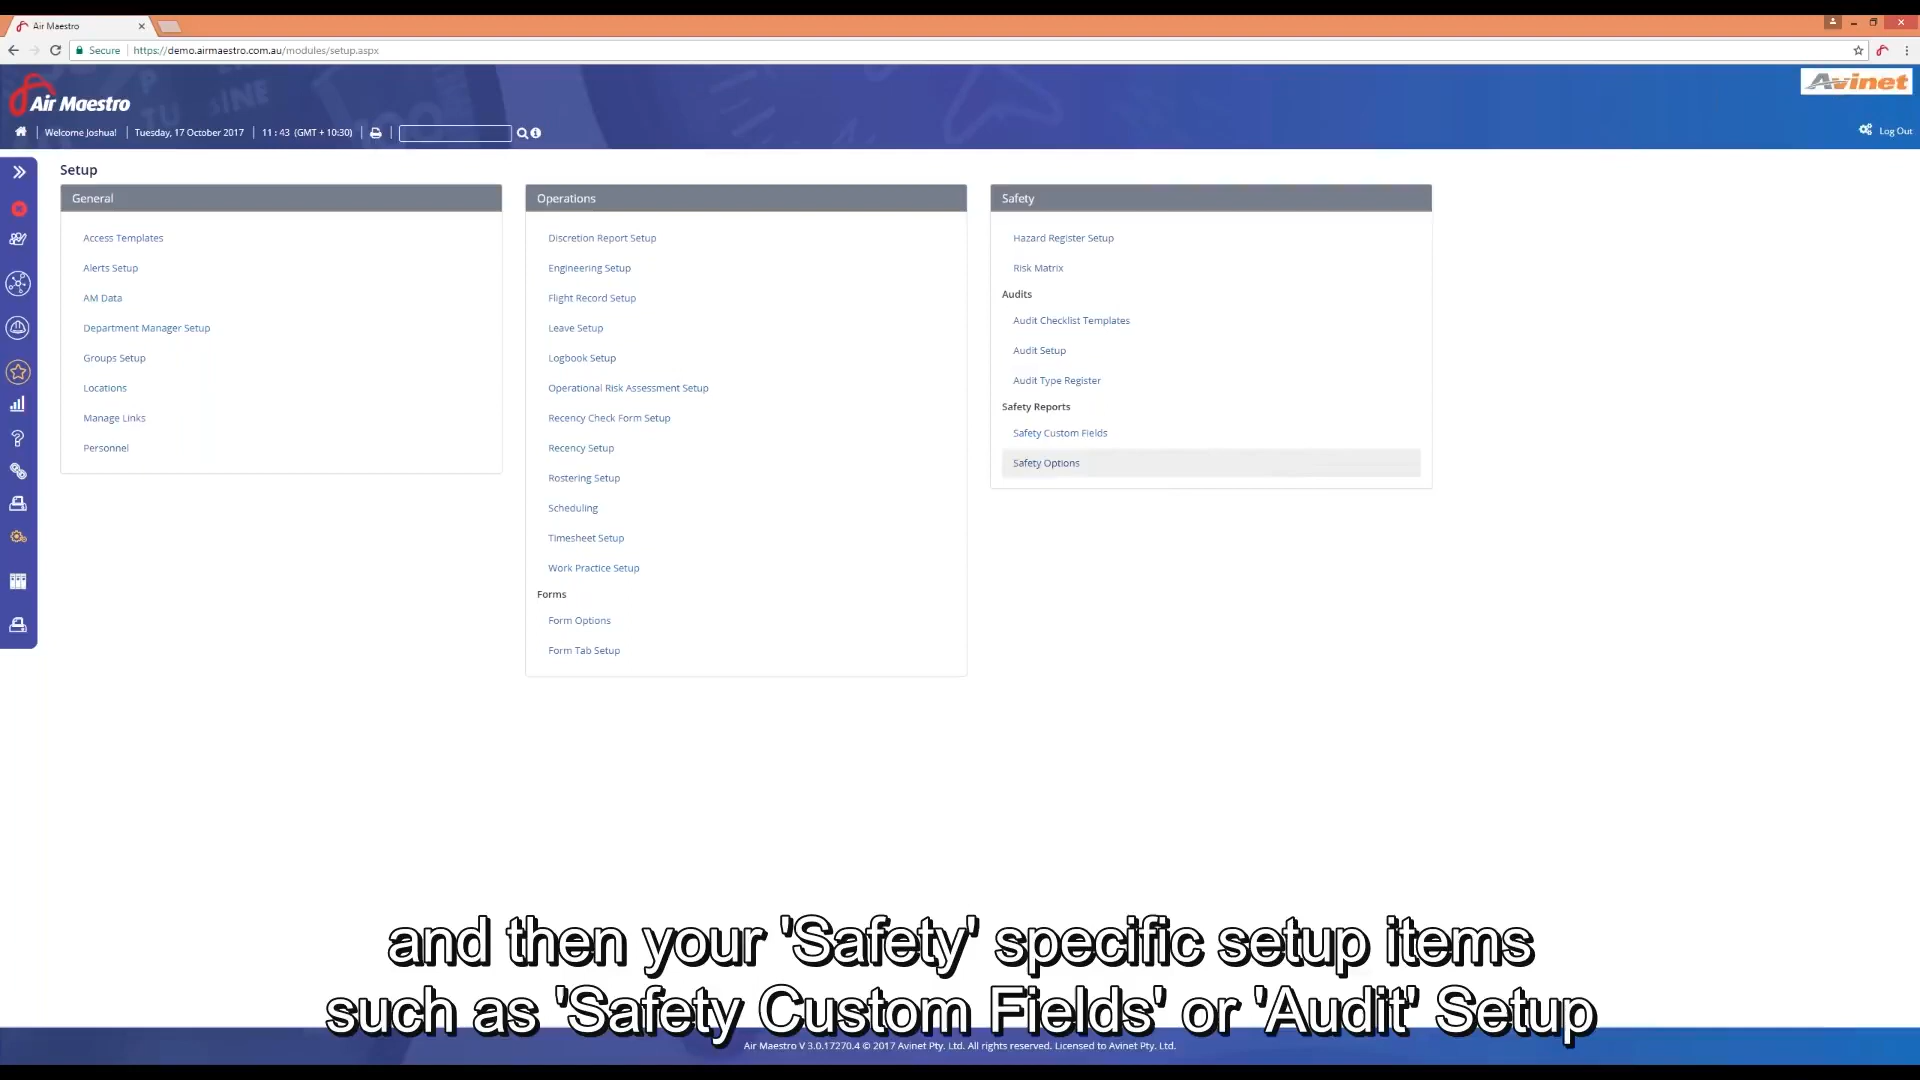 Air Maestro
Secure
https://demo.airmaestro.com.au/modules/setup.aspx
Air Maestro
Avinet
Welcome Joshua!
Tuesday, 17 October 2017
11 : 43 (GMT + 10:30)
Log Out
Setup
General
Access Templates
Alerts Setup
AM Data
Department Manager Setup
Groups Setup
Locations
Manage Links
Personnel
Operations
Discretion Report Setup
Engineering Setup
Flight Record Setup
Leave Setup
Logbook Setup
Operational Risk Assessment Setup
Recency Check Form Setup
Recency Setup
Rostering Setup
Scheduling
Timesheet Setup
Work Practice Setup
Forms
Form Options
Form Tab Setup
Safety
Hazard Register Setup
Risk Matrix
Audits
Audit Checklist Templates
Audit Setup
Audit Type Register
Safety Reports
Safety Custom Fields
Safety Options
and then your 'Safety' specific setup items
such as 'Safety Custom Fields' or 'Audit' Setup
Air Maestro V 3.0.17270.4 © 2017 Avinet Pty. Ltd. All rights reserved. Licensed to Avinet Pty. Ltd.